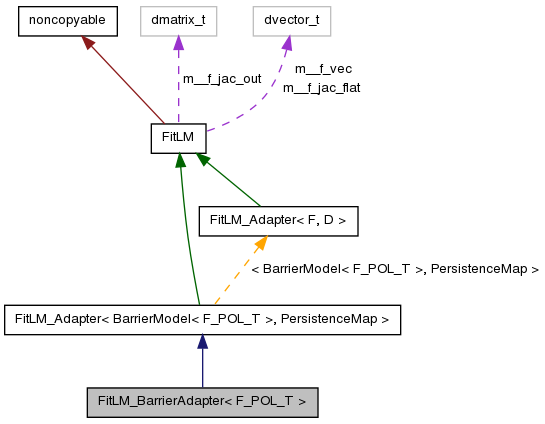 noncopyable
dmatrix_t
dvector_t
m__f_jac_out
m__f_vec
m__f_jac_flat
FitLM
FitLM_Adapter< F, D >
< BarrierModel< F_POL_T >, PersistenceMap >
FitLM_Adapter< BarrierModel< F_POL_T >, PersistenceMap >
FitLM_BarrierAdapter< F_POL_T >